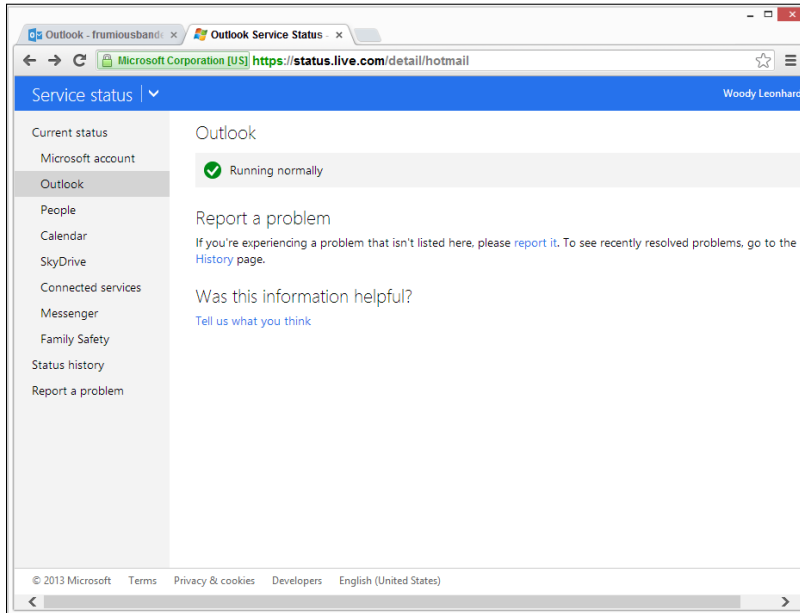 Outlook - frumiousband
Outlook Service Status -
Microsoft Corporation [US] https://status.live.com/detail/hotmail
Service status
Woody Leonhard
Current status
Microsoft account
Outlook
People
Calendar
SkyDrive
Connected services
Messenger
Family Safety
Status history
Report a problem
Outlook
Running normally
Report a problem
If you're experiencing a problem that isn't listed here, please report it. To see recently resolved problems, go to the
History page.
Was this information helpful?
Tell us what you think
© 2013 Microsoft Terms Privacy & cookies Developers English (United States)